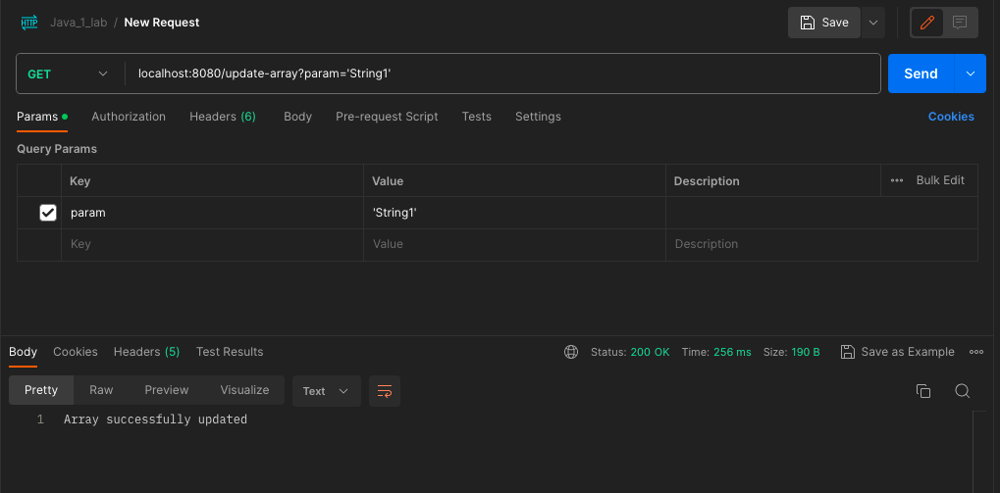 HTTP Java_1_lab / New Request Save
GET localhost:8080/update-array?param='String1' Send
Params Authorization Headers (6) Body Pre-request Script Tests Settings Cookies
Query Params
Key Value Description ••• Bulk Edit
param 'String1'
Key Value Description
Body Cookies Headers (5) Test Results Status: 200 OK Time: 256 ms Size: 190 B Save as Example
Pretty Raw Preview Visualize Text
1 Array successfully updated